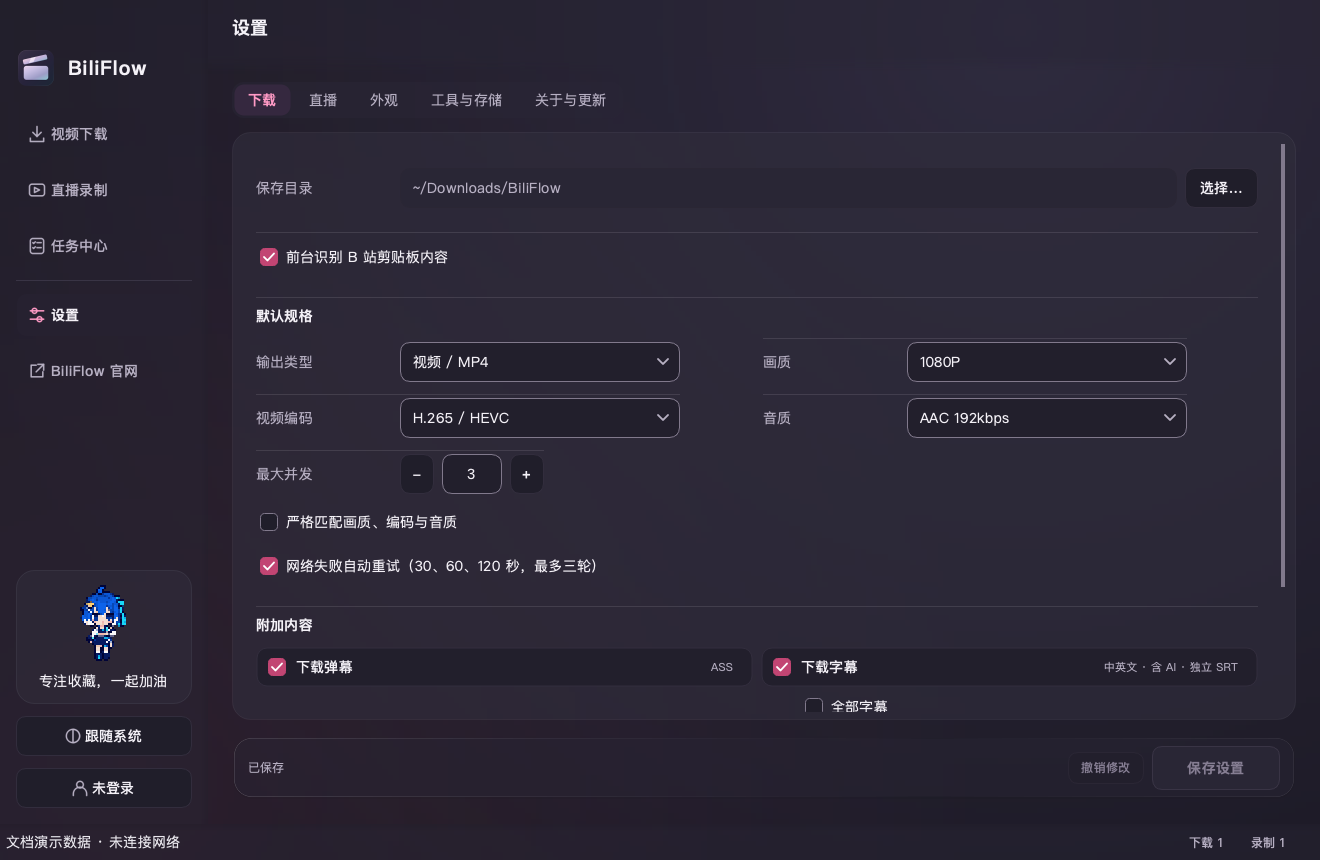 设置
BiliFlow
下载
直播
外观
工具与存储
关于与更新
视频下载
直播录制
任务中心
设置
BiliFlow 官网
保存目录
~/Downloads/BiliFlow
选择...
前台识别 B 站剪贴板内容
默认规格
输出类型
视频 / MP4
画质
1080P
视频编码
H.265 / HEVC
音质
AAC 192kbps
最大并发
−
3
+
严格匹配画质、编码与音质
网络失败自动重试（30、60、120 秒，最多三轮）
附加内容
下载弹幕
ASS
下载字幕
中英文 · 含 AI · 独立 SRT
全部字幕
专注收藏，一起加油
跟随系统
未登录
已保存
撤销修改
保存设置
文档演示数据 · 未连接网络
下载 1
录制 1